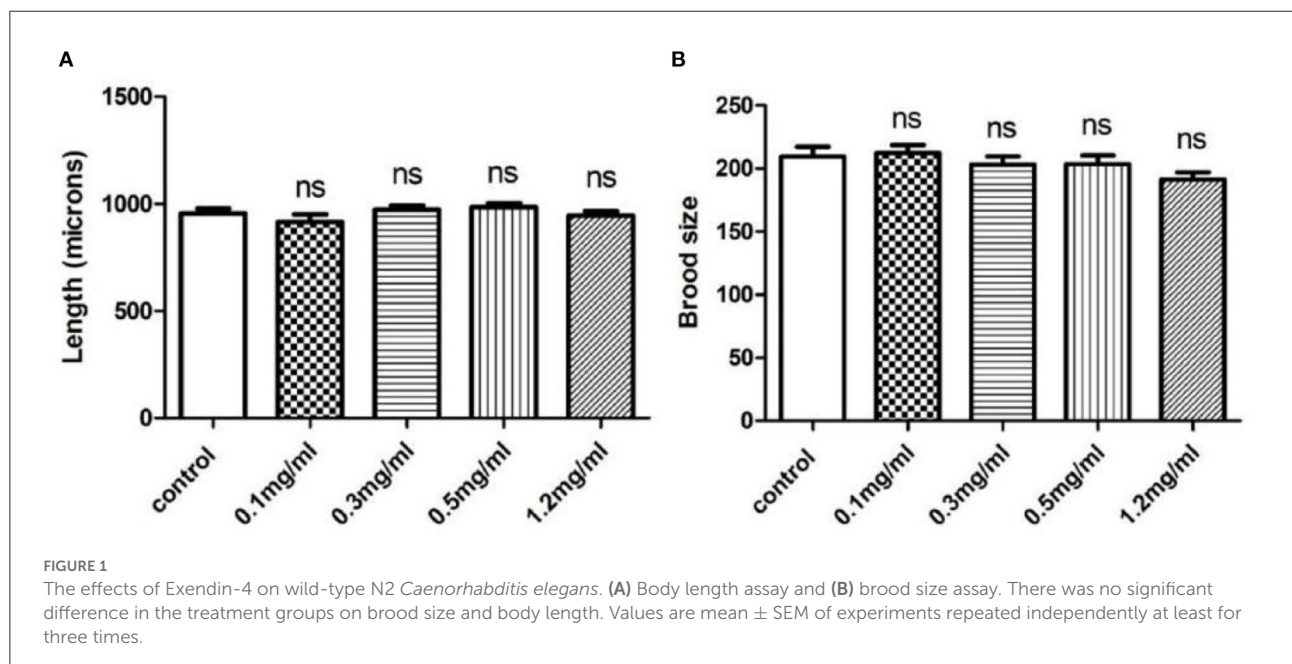 A
1500
1000
500
0
Length (microns)
ns
ns
ns
ns
control
0.1mg/ml
0.3mg/ml
0.5mg/ml
1.2mg/ml
B
250
200
150
100
50
0
Brood size
ns
ns
ns
ns
control
0.1mg/ml
0.3mg/ml
0.5mg/ml
1.2mg/ml
FIGURE 1
The effects of Exendin-4 on wild-type N2 Caenorhabditis elegans. (A) Body length assay and (B) brood size assay. There was no significant
difference in the treatment groups on brood size and body length. Values are mean ± SEM of experiments repeated independently at least for
three times.